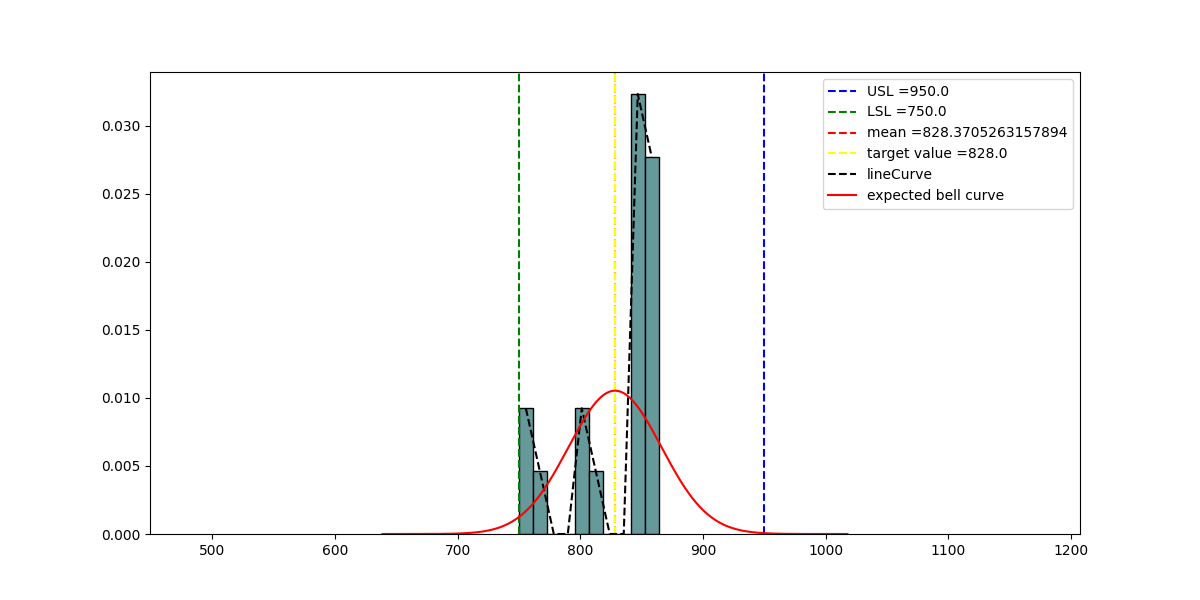 0.030
0.025
0.020
0.015
0.010
0.005
0.000
500 600 700 800 900 1000 1100 1200
USL =950.0
LSL =750.0
mean =828.3705263157894
target value =828.0
lineCurve
expected bell curve